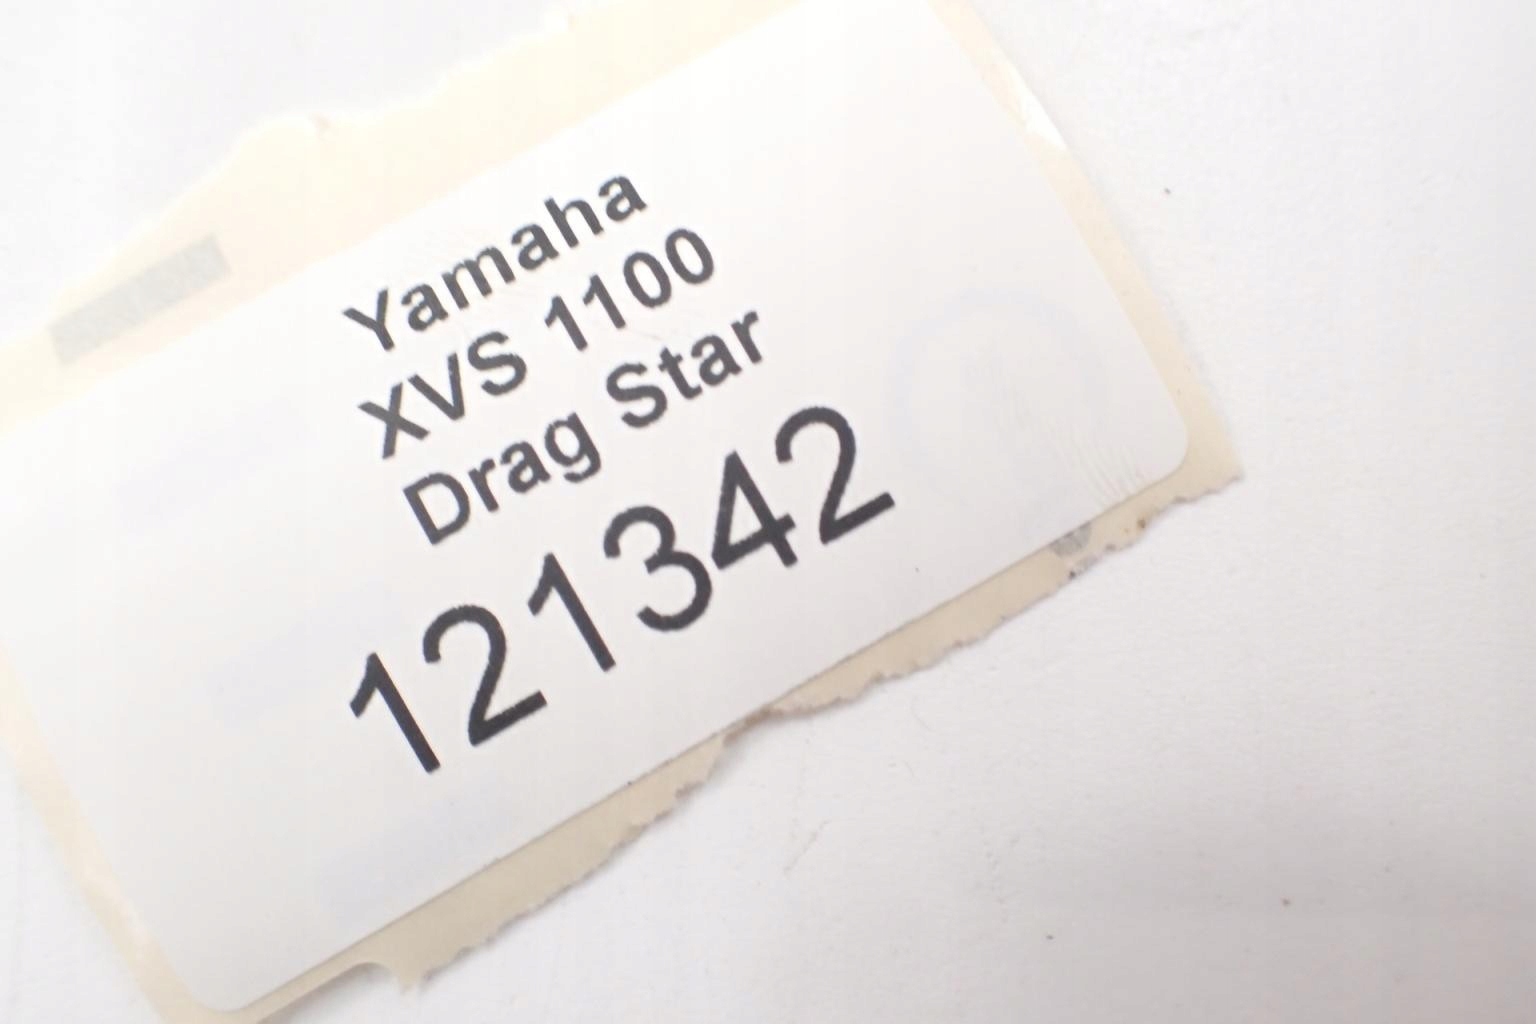 Yamaha
XVS 1100
Drag Star
121342